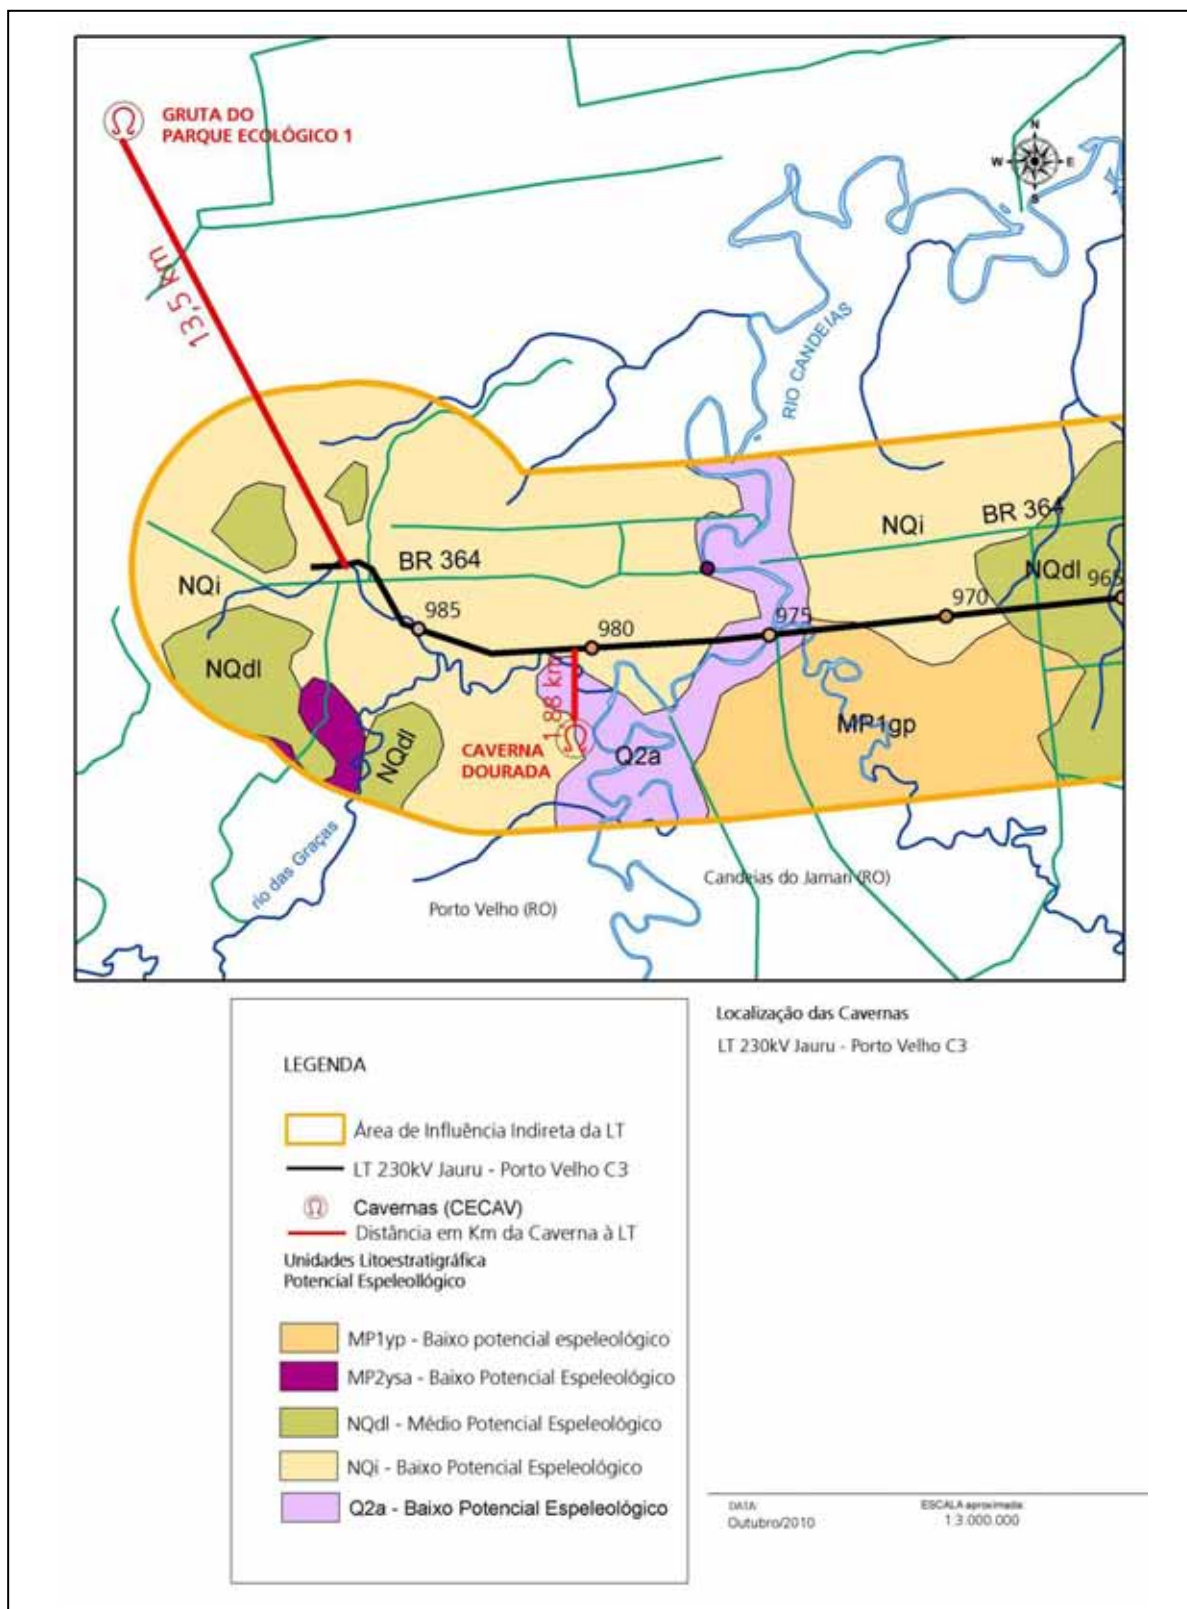 GRUTA DO
PARQUE ECOLÓGICO 1
N
W
E
S
13,5 km
RIO CANDEIAS
BR 364
NQi
BR 364
NQi
NQdl
965
970
975
980
985
NQdl
1,88 km
MP1gp
NQdl
CAVERNA
DOURADA
Q2a
rio das Graças
Candeias do Jamari (RO)
Porto Velho (RO)
Localização das Cavernas
LT 230kV Jauru - Porto Velho C3
LEGENDA
Área de Influência Indireta da LT
LT 230kV Jauru - Porto Velho C3
Cavernas (CECAV)
Distância em Km da Caverna à LT
Unidades Litoestratigráfica
Potencial Espeleollógico
MP1yp - Baixo potencial espeleológico
MP2ysa - Baixo Potencial Espeleológico
NQdl - Médio Potencial Espeleológico
NQi - Baixo Potencial Espeleológico
Q2a - Baixo Potencial Espeleológico
DATA:
Outubro/2010
ESCALA aproximada:
1:3.000.000